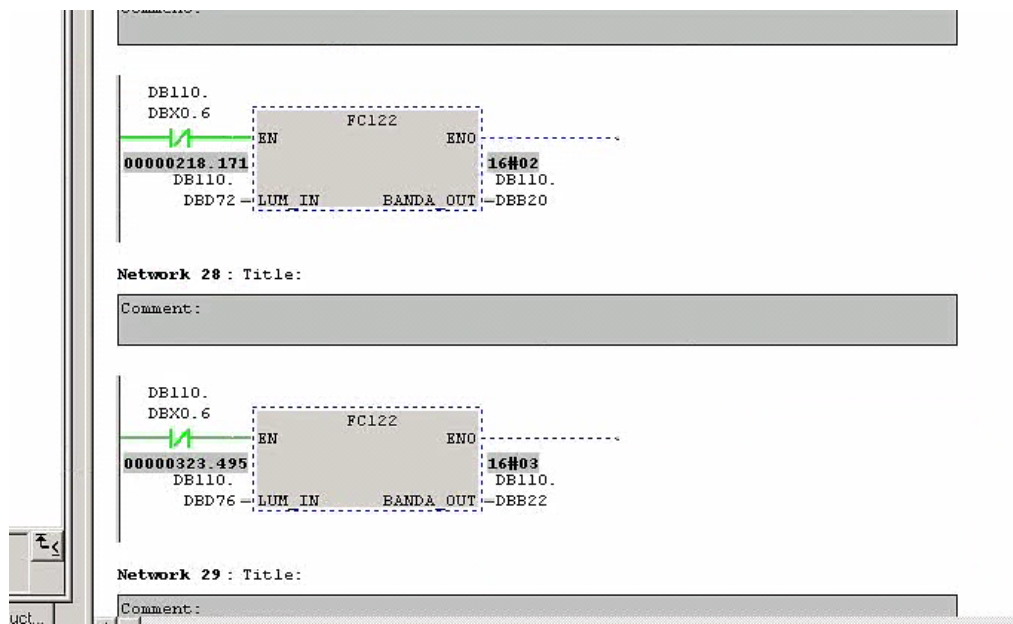 Comment:
DB110.
DBX0.6
FC122
EN ENO
00000218.171 16#02
DB110. DB110.
DBD72 LUM_IN BANDA_OUT DBB20
Network 28 : Title:
Comment:
DB110.
DBX0.6
FC122
EN ENO
00000323.495 16#03
DB110. DB110.
DBD76 LUM_IN BANDA_OUT DBB22
Network 29 : Title:
Comment:
uct...